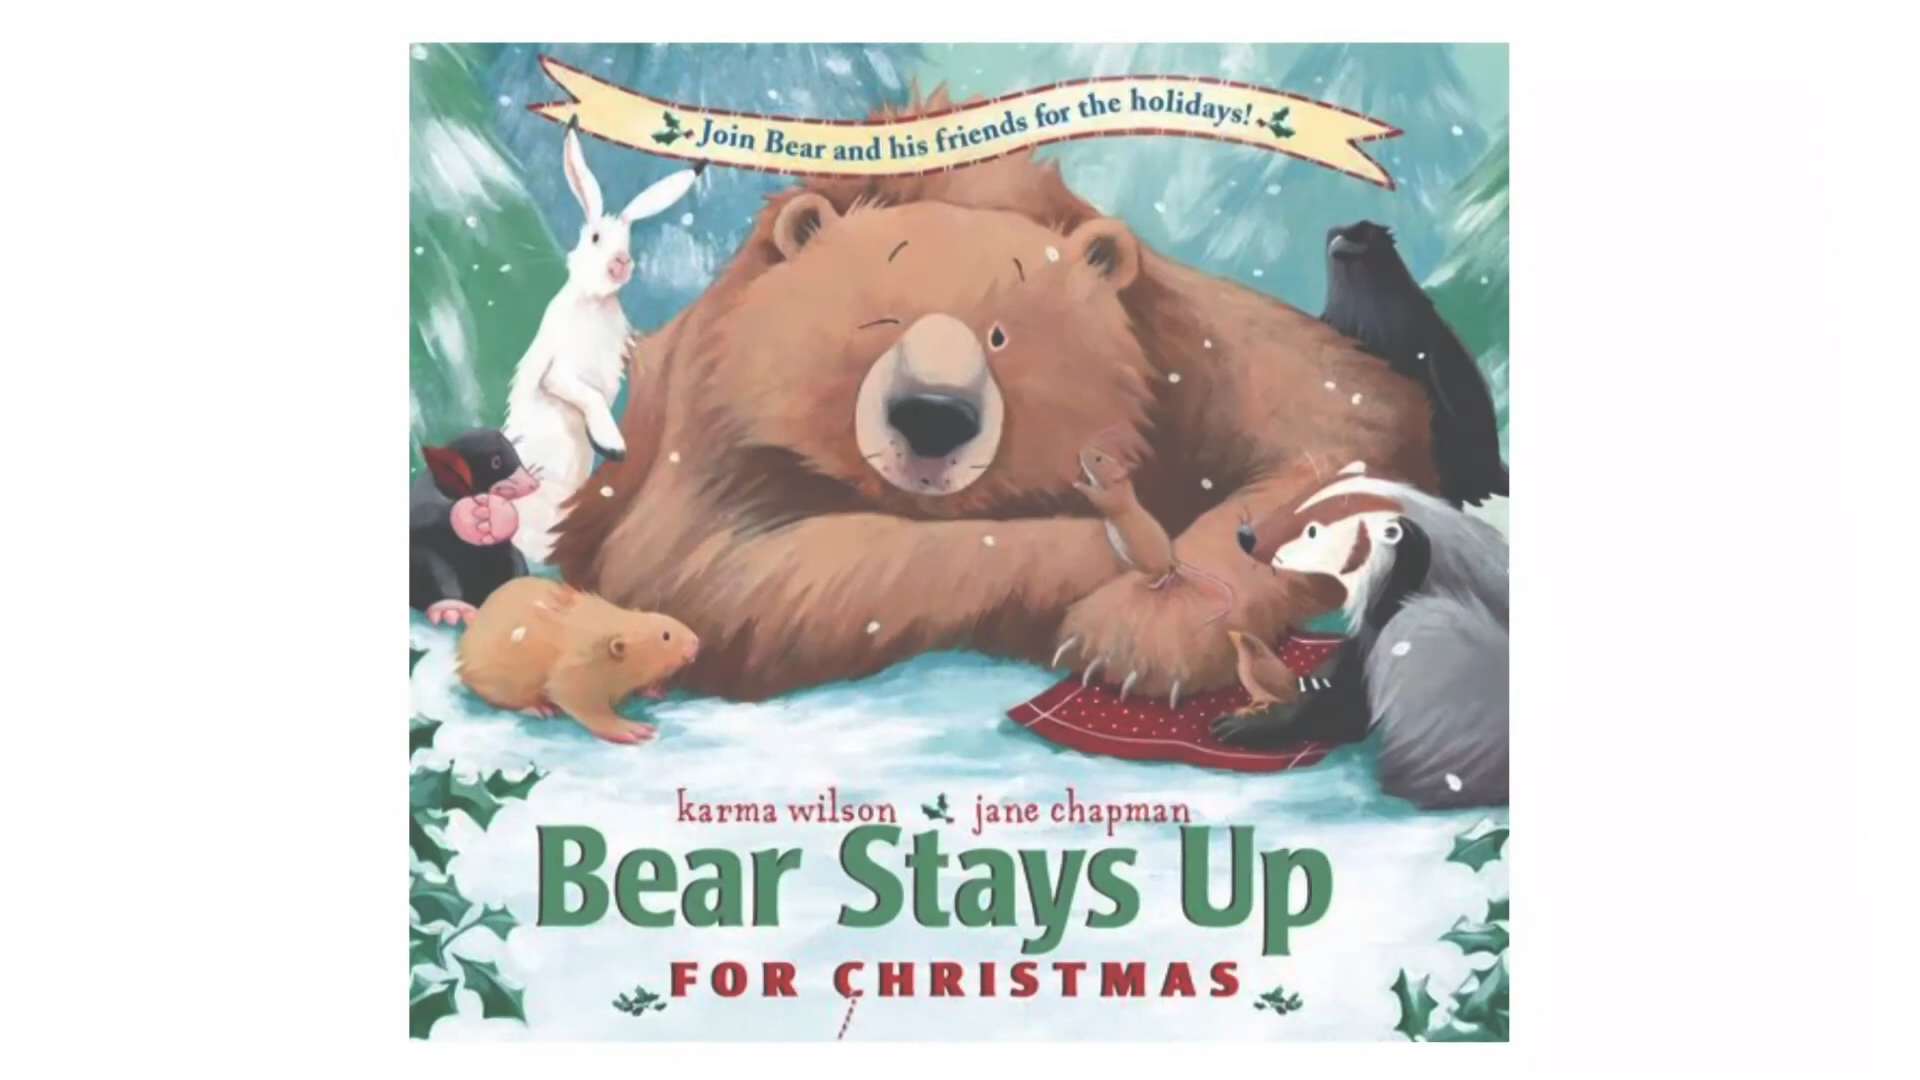 Join Bear and his friends for the holidays!
karma wilson jane chapman
Bear Stays Up
FOR CHRISTMAS